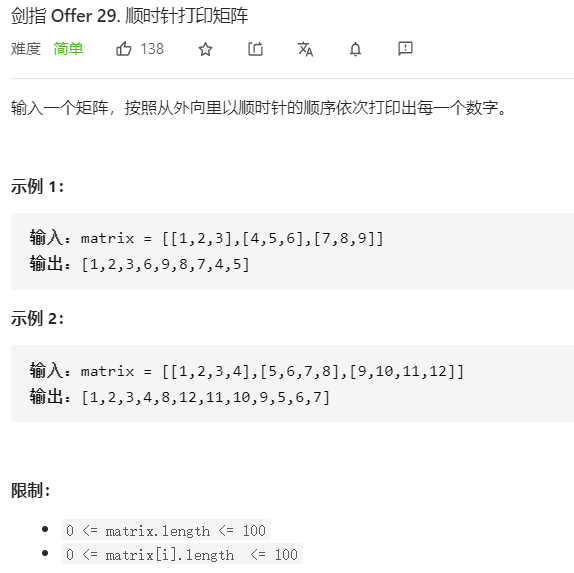 剑指 Offer 29. 顺时针打印矩阵
难度 简单 138
输入一个矩阵，按照从外向里以顺时针的顺序依次打印出每一个数字。
示例 1：
输入：matrix = [[1,2,3],[4,5,6],[7,8,9]]
输出：[1,2,3,6,9,8,7,4,5]
示例 2：
输入：matrix = [[1,2,3,4],[5,6,7,8],[9,10,11,12]]
输出：[1,2,3,4,8,12,11,10,9,5,6,7]
限制：
0 <= matrix.length <= 100
0 <= matrix[i].length <= 100